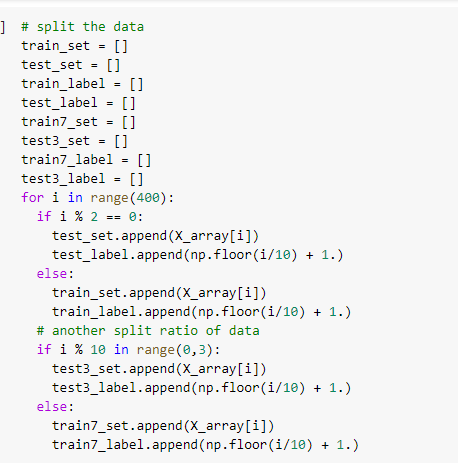 ] # split the data
train_set = []
test_set = []
train_label = []
test_label = []
train7_set = []
test3_set = []
train7_label = []
test3_label = []
for i in range(400):
  if i % 2 == 0:
    test_set.append(X_array[i])
    test_label.append(np.floor(i/10) + 1.)
  else:
    train_set.append(X_array[i])
    train_label.append(np.floor(i/10) + 1.)
  # another split ratio of data
  if i % 10 in range(0,3):
    test3_set.append(X_array[i])
    test3_label.append(np.floor(i/10) + 1.)
  else:
    train7_set.append(X_array[i])
    train7_label.append(np.floor(i/10) + 1.)